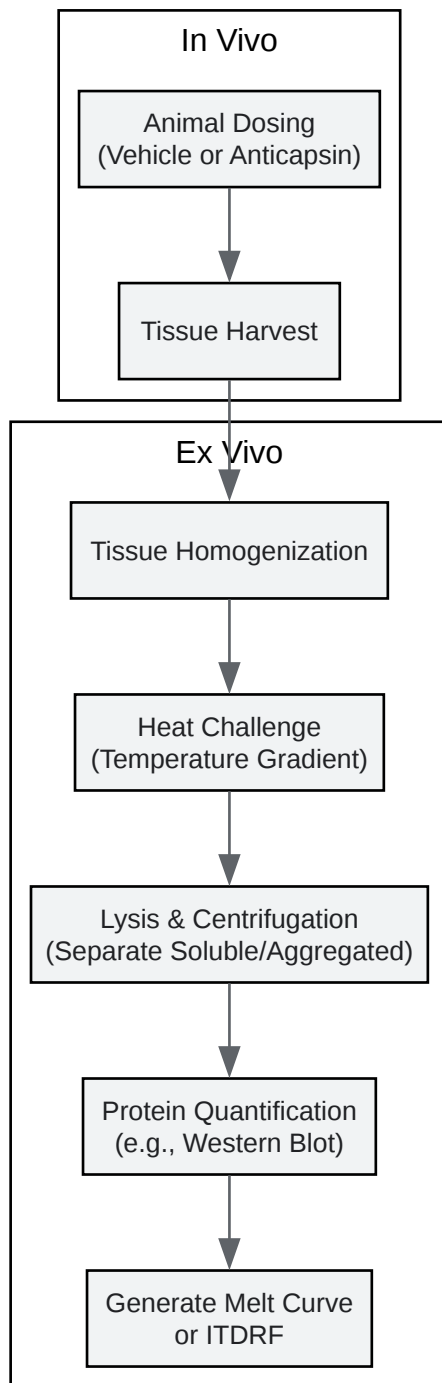 In Vivo
Animal Dosing
(Vehicle or Anticapsin)
Tissue Harvest
Ex Vivo
Tissue Homogenization
Heat Challenge
(Temperature Gradient)
Lysis & Centrifugation
(Separate Soluble/Aggregated)
Protein Quantification
(e.g., Western Blot)
Generate Melt Curve
or ITDRF